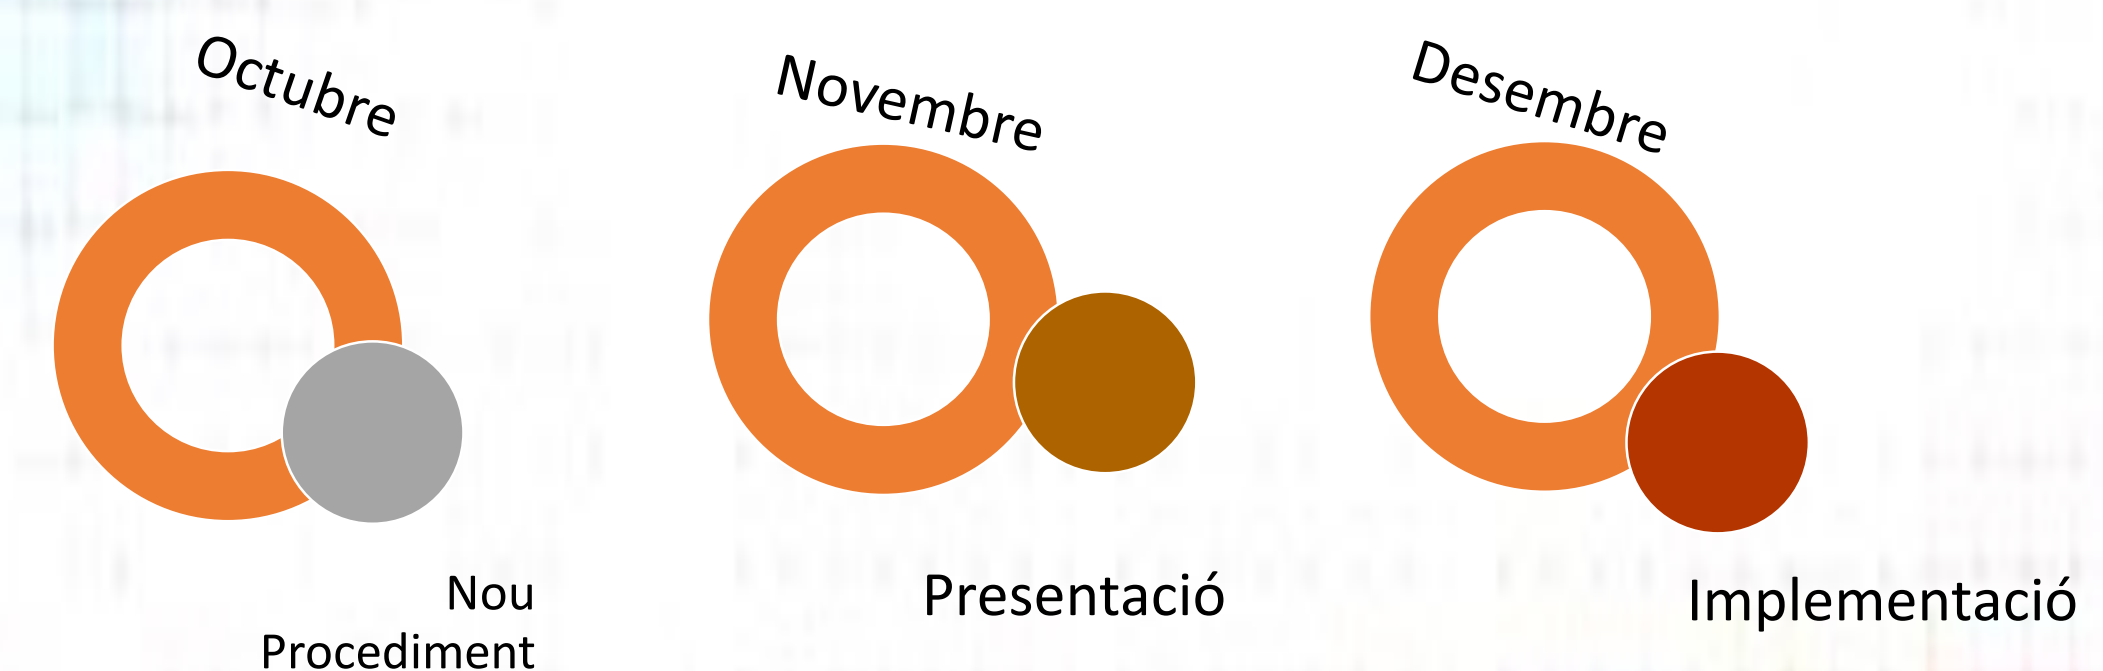 Octubre
Novembre
Desembre
Nou
Procediment
Presentació
Implementació